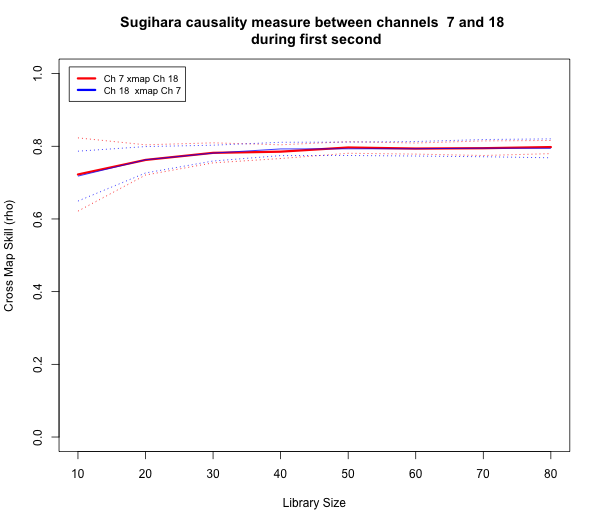 Sugihara causality measure between channels  7 and 18
during first second
Ch 7 xmap Ch 18
Ch 18  xmap Ch 7
Cross Map Skill (rho)
1.0
0.8
0.6
0.4
0.2
0.0
10 20 30 40 50 60 70 80
Library Size